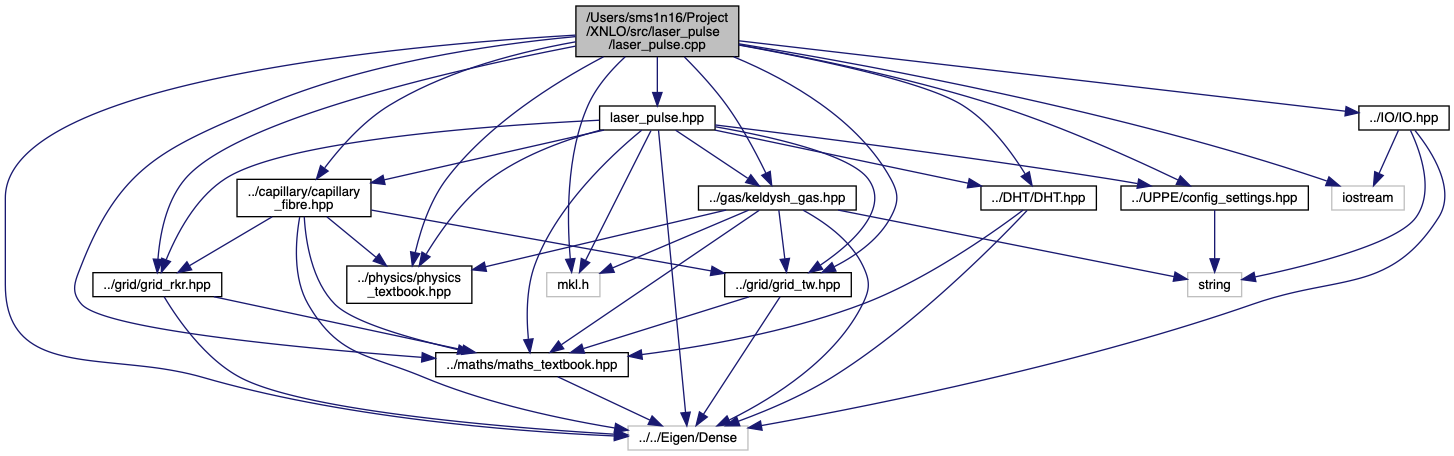 /Users/sms1n16/Project
/XNLO/src/laser_pulse
/laser_pulse.cpp
laser_pulse.hpp
../IO/IO.hpp
../capillary/capillary
_fibre.hpp
../gas/keldysh_gas.hpp
../DHT/DHT.hpp
../UPPE/config_settings.hpp
iostream
../grid/grid_rkr.hpp
../physics/physics
_textbook.hpp
mkl.h
../grid/grid_tw.hpp
string
../maths/maths_textbook.hpp
../../Eigen/Dense